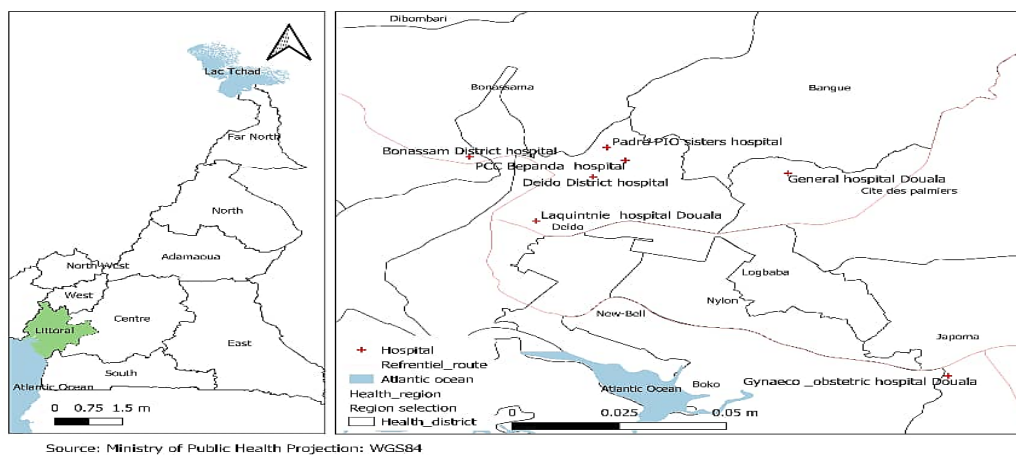 Lac Tchad
Far North
North
Adamaoua
North West
West
Centre
Littoral
East
South
Atlantic Ocean
0 0.75 1.5 m
Dibombari
Bonassama
Bangue
Padre PIO sisters hospital
Bonassam District hospital
PCC Bepanda hospital
Deido District hospital
General hospital Douala
Cite des palmiers
Laquintnie hospital Douala
Deido
Logbaba
Nylon
New-Bell
Japoma
Hospital
Refrentiel_route
Atlantic ocean
Health_region
Region selection
Health_district
Atlantic Ocean
Boko
Gynaeco _obstetric hospital Douala
0 0.025 0.05 m
Source: Ministry of Public Health Projection: WGS84